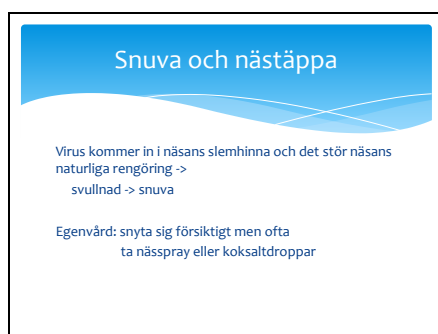 Snuva och nästäppa
Virus kommer in i näsans slemhinna och det stör näsans
naturliga rengöring ->
svullnad -> snuva
Egenvård: snyta sig försiktigt men ofta
ta nässpray eller koksaltdroppar